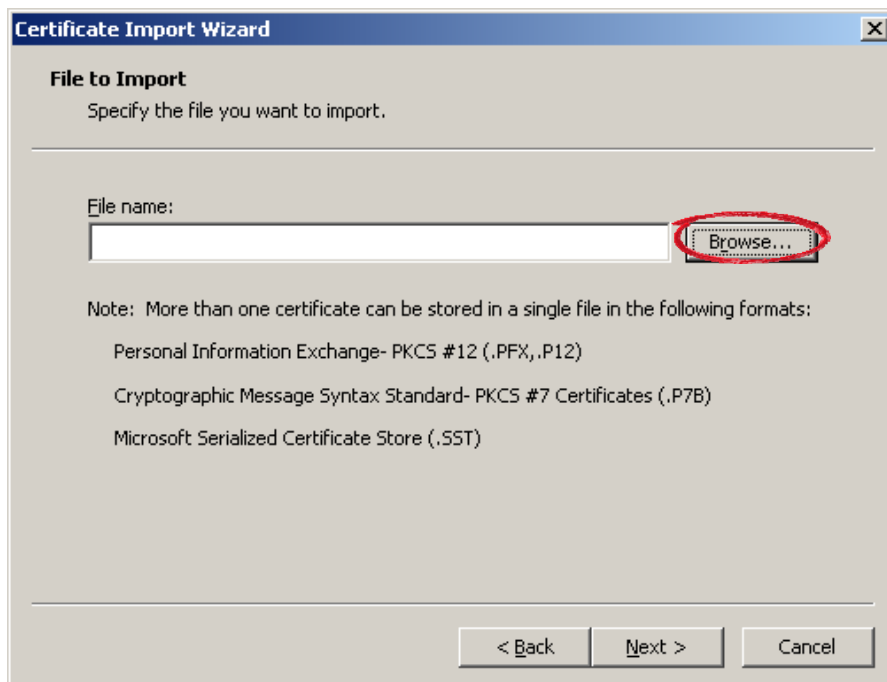 Certificate Import Wizard
File to Import
Specify the file you want to import.
File name:
Browse...
Note: More than one certificate can be stored in a single file in the following formats:
Personal Information Exchange- PKCS #12 (.PFX,.P12)
Cryptographic Message Syntax Standard- PKCS #7 Certificates (.P7B)
Microsoft Serialized Certificate Store (.SST)
< Back Next > Cancel